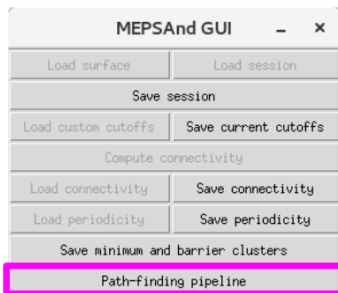 MEPSAnd GUI
Load surface Load session
Save session
Load custom cutoffs Save current cutoffs
Compute connectivity
Load connectivity Save connectivity
Load periodicity Save periodicity
Save minimum and barrier clusters
Path-finding pipeline